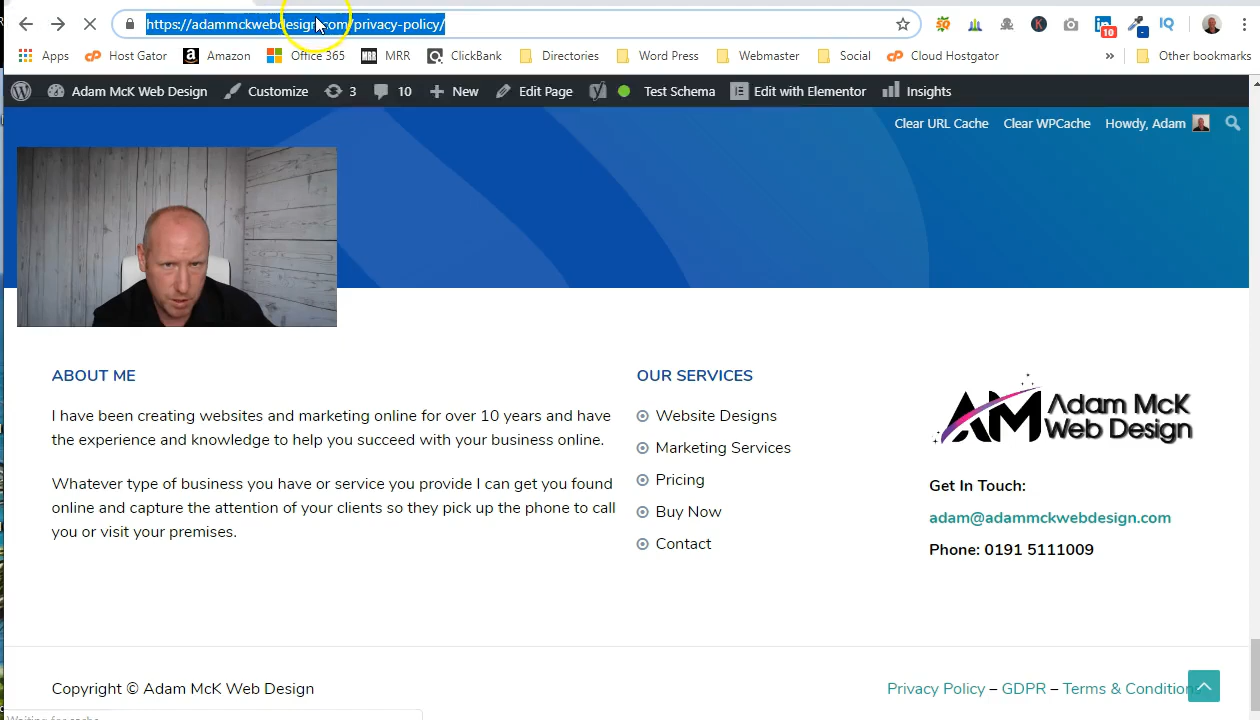 https://adammckwebdesign.com/privacy-policy/
Apps Host Gator Amazon Office 365 MRR MRR ClickBank Directories Word Press Webmaster Social Cloud Hostgator » Other bookmarks
Adam McK Web Design Customize 3 10 New Edit Page Test Schema Edit with Elementor Insights
Clear URL Cache Clear WPCache Howdy, Adam
ABOUT ME
I have been creating websites and marketing online for over 10 years and have
the experience and knowledge to help you succeed with your business online.
Whatever type of business you have or service you provide I can get you found
online and capture the attention of your clients so they pick up the phone to call
you or visit your premises.
OUR SERVICES
Website Designs
Marketing Services
Pricing
Buy Now
Contact
AM Adam McK
Web Design
Get In Touch:
adam@adammckwebdesign.com
Phone: 0191 5111009
Copyright © Adam McK Web Design
Privacy Policy – GDPR – Terms & Condition